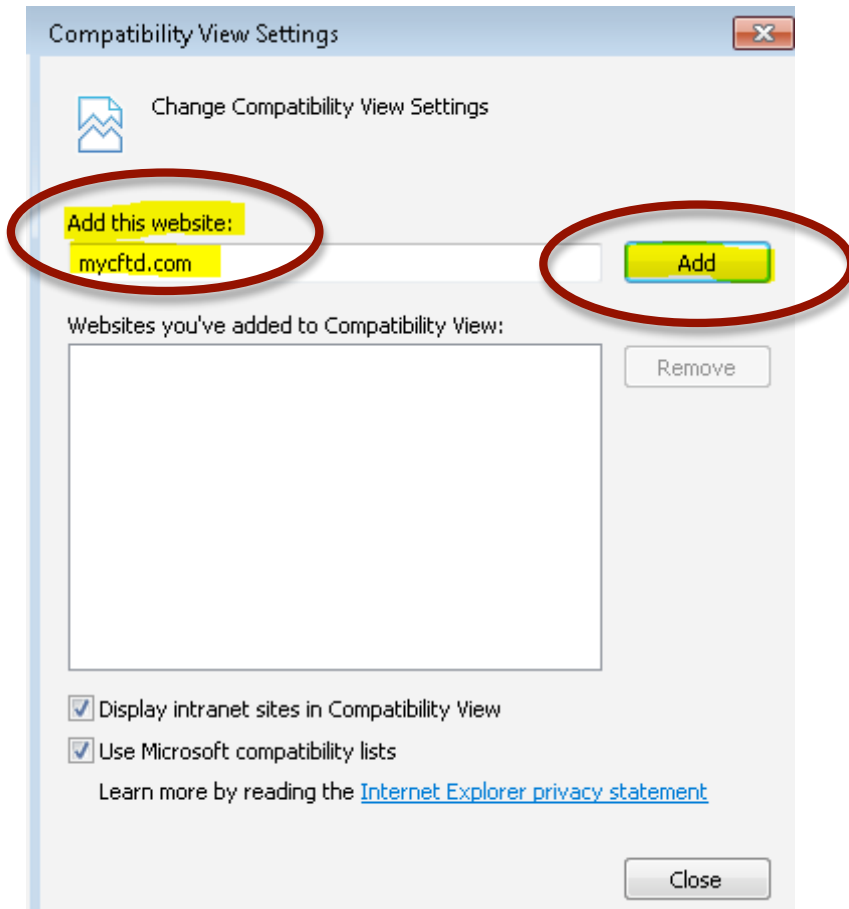 Compatibility View Settings
Change Compatibility View Settings
Add this website:
mycftd.com
Add
Websites you've added to Compatibility View:
Remove
Display intranet sites in Compatibility View
Use Microsoft compatibility lists
Learn more by reading the Internet Explorer privacy statement
Close